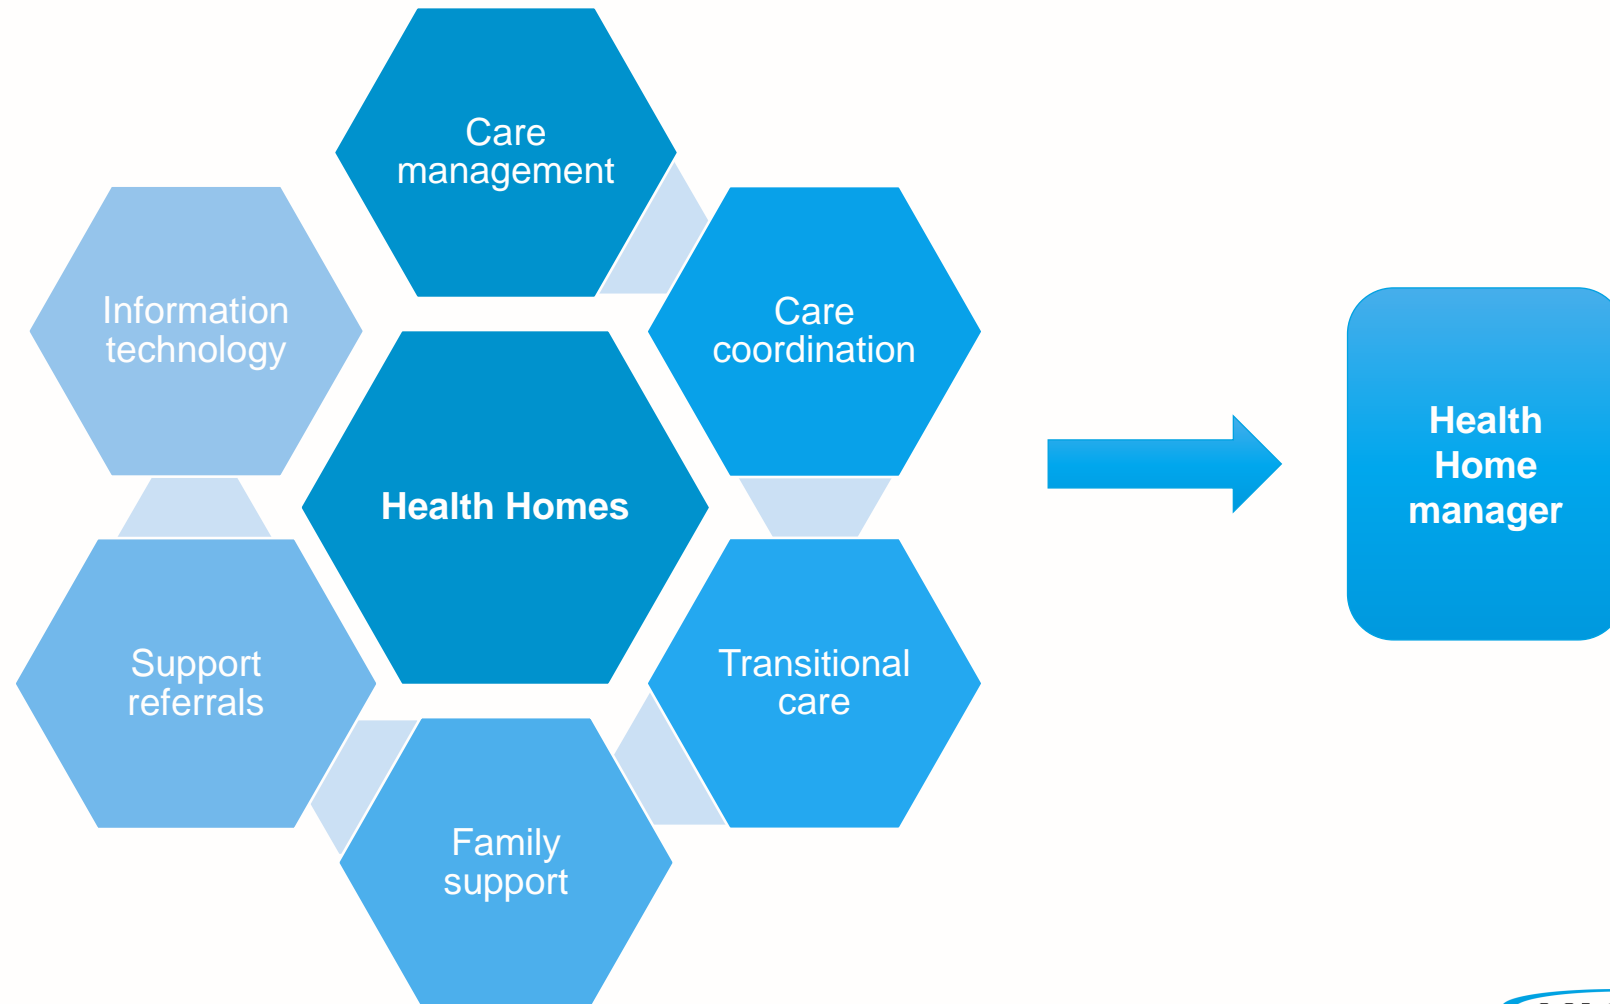 Care
management
Care
coordination
Transitional
care
Family
support
Support
referrals
Information
technology
Health Homes
Health
Home
manager